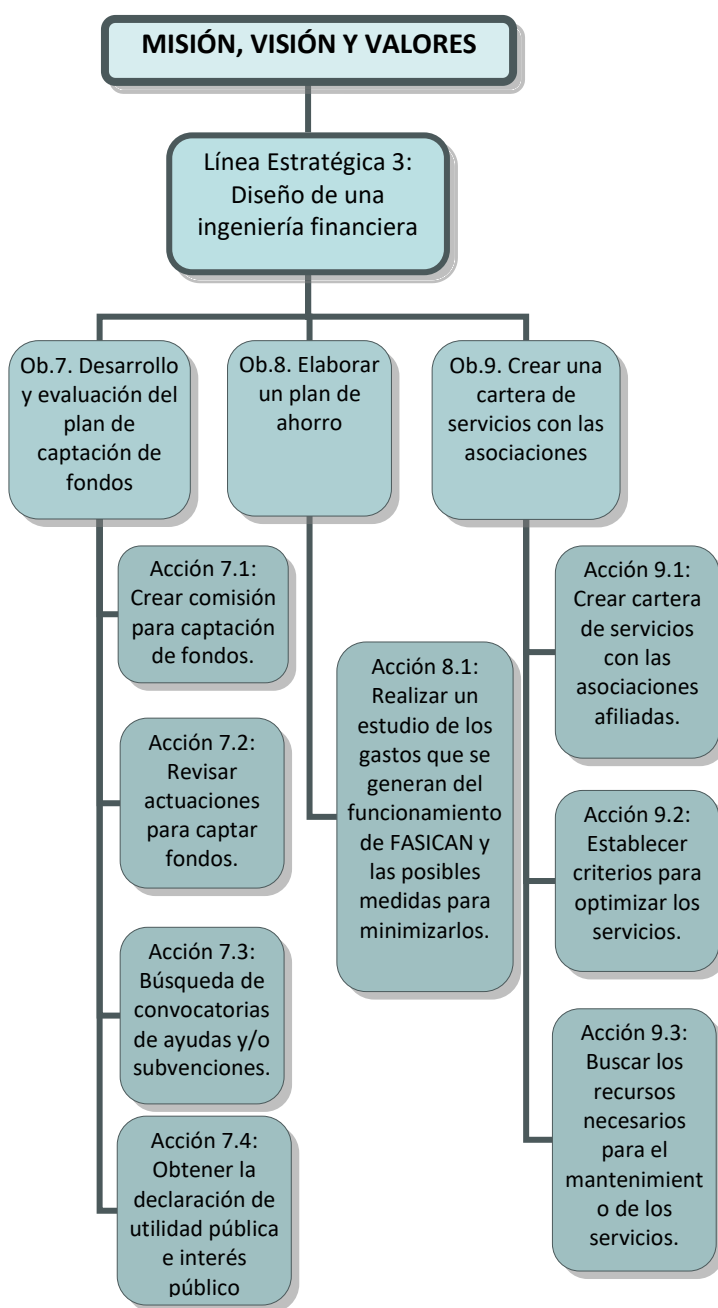 MISIÓN, VISIÓN Y VALORES
Línea Estratégica 3:
Diseño de una
ingeniería financiera
Ob.7. Desarrollo
y evaluación del
plan de
captación de
fondos
Ob.8. Elaborar
un plan de
ahorro
Ob.9. Crear una
cartera de
servicios con las
asociaciones
Acción 7.1:
Crear comisión
para captación
de fondos.
Acción 7.2:
Revisar
actuaciones
para captar
fondos.
Acción 7.3:
Búsqueda de
convocatorias
de ayudas y/o
subvenciones.
Acción 7.4:
Obtener la
declaración de
utilidad pública
e interés
público
Acción 8.1:
Realizar un
estudio de los
gastos que se
generan del
funcionamiento
de FASICAN y
las posibles
medidas para
minimizarlos.
Acción 9.1:
Crear cartera
de servicios
con las
asociaciones
afiliadas.
Acción 9.2:
Establecer
criterios para
optimizar los
servicios.
Acción 9.3:
Buscar los
recursos
necesarios
para el
mantenimient
o de los
servicios.